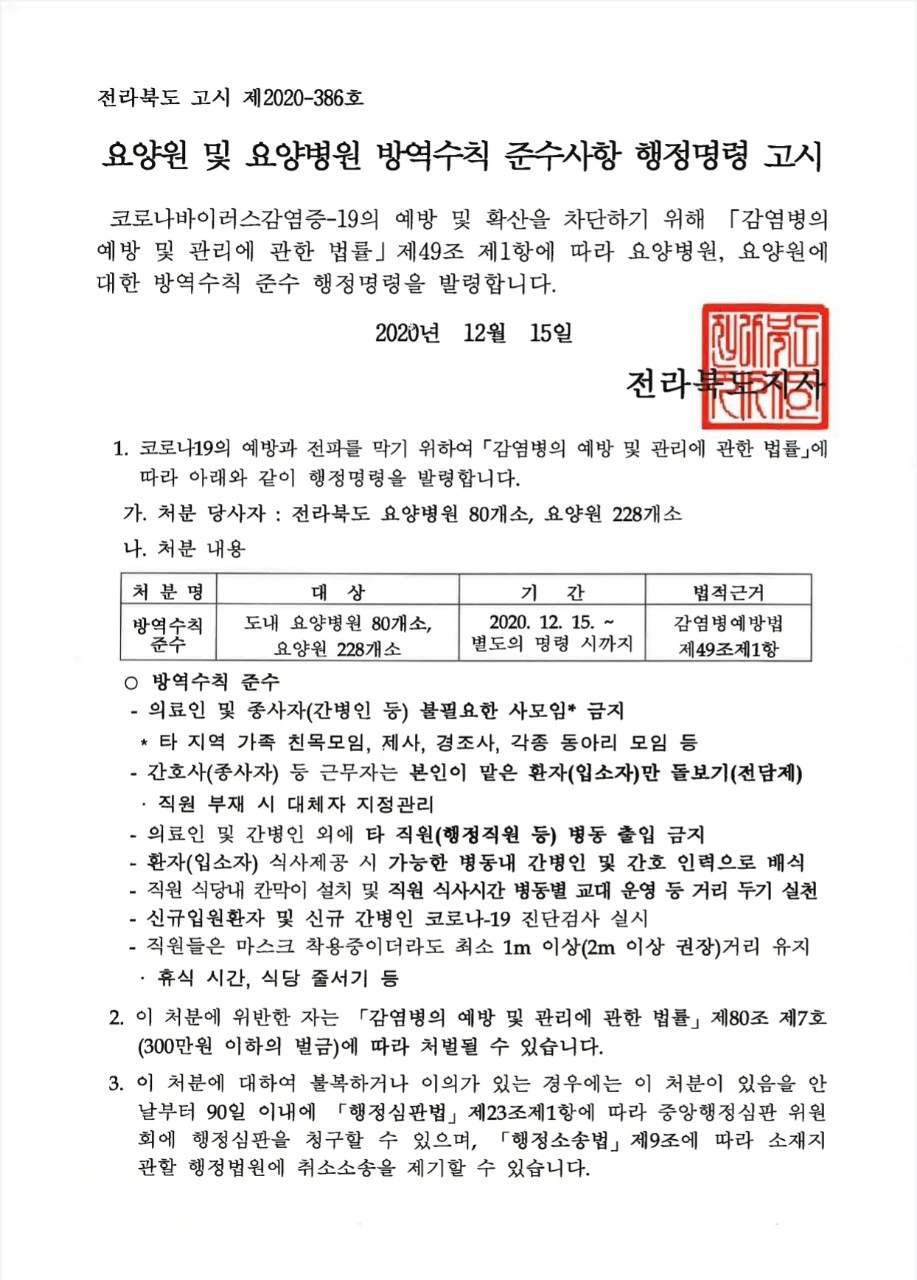 전라북도 고시 제2020-386호
요양원 및 요양병원 방역수칙 준수사항 행정명령 고시
코로나바이러스감염증-19의 예방 및 확산을 차단하기 위해 「감염병의
예방 및 관리에 관한 법률」제49조 제1항에 따라 요양병원, 요양원에
대한 방역수칙 준수 행정명령을 발령합니다.
2020년 12월 15일
전라북도지사
1. 코로나19의 예방과 전파를 막기 위하여 「감염병의 예방 및 관리에 관한 법률」에
따라 아래와 같이 행정명령을 발령합니다.
가. 처분 당사자 : 전라북도 요양병원 80개소, 요양원 228개소
나. 처분 내용
처 분 명 대 상 기 간 법적근거
방역수칙 도내 요양병원 80개소, 2020. 12. 15. ~ 감염병예방법
준수 요양원 228개소 별도의 명령 시까지 제49조제1항
○ 방역수칙 준수
- 의료인 및 종사자(간병인 등) 불필요한 사모임* 금지
* 타 지역 가족 친목모임, 제사, 경조사, 각종 동아리 모임 등
- 간호사(종사자) 등 근무자는 본인이 맡은 환자(입소자)만 돌보기(전담제)
· 직원 부재 시 대체자 지정관리
- 의료인 및 간병인 외에 타 직원(행정직원 등) 병동 출입 금지
- 환자(입소자) 식사제공 시 가능한 병동내 간병인 및 간호 인력으로 배식
- 직원 식당내 칸막이 설치 및 직원 식사시간 병동별 교대 운영 등 거리 두기 실천
- 신규입원환자 및 신규 간병인 코로나-19 진단검사 실시
- 직원들은 마스크 착용중이더라도 최소 1m 이상(2m 이상 권장)거리 유지
· 휴식 시간, 식당 줄서기 등
2. 이 처분에 위반한 자는 「감염병의 예방 및 관리에 관한 법률」 제80조 제7호
(300만원 이하의 벌금)에 따라 처벌될 수 있습니다.
3. 이 처분에 대하여 불복하거나 이의가 있는 경우에는 이 처분이 있음을 안
날부터 90일 이내에 「행정심판법」제23조제1항에 따라 중앙행정심판 위원
회에 행정심판을 청구할 수 있으며, 「행정소송법」제9조에 따라 소재지
관할 행정법원에 취소소송을 제기할 수 있습니다.